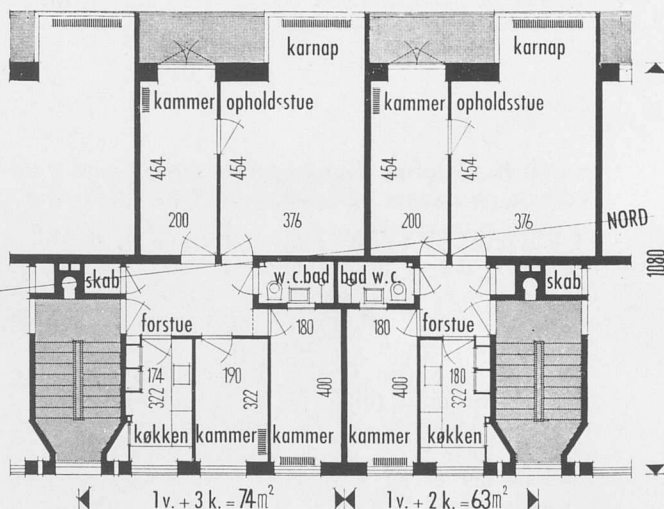 karnap
karnap
kammer
opholdsstue
kammer
opholdsstue
454
454
454
454
200
376
200
376
NORD
1080
skab
w.c.bad
bad w.c.
skab
forstue
180
180
forstue
174
322
190
322
400
400
180
322
køkken
kammer
kammer
kammer
køkken
1 v. + 3 k. = 74 m²
1 v. + 2 k. = 63 m²